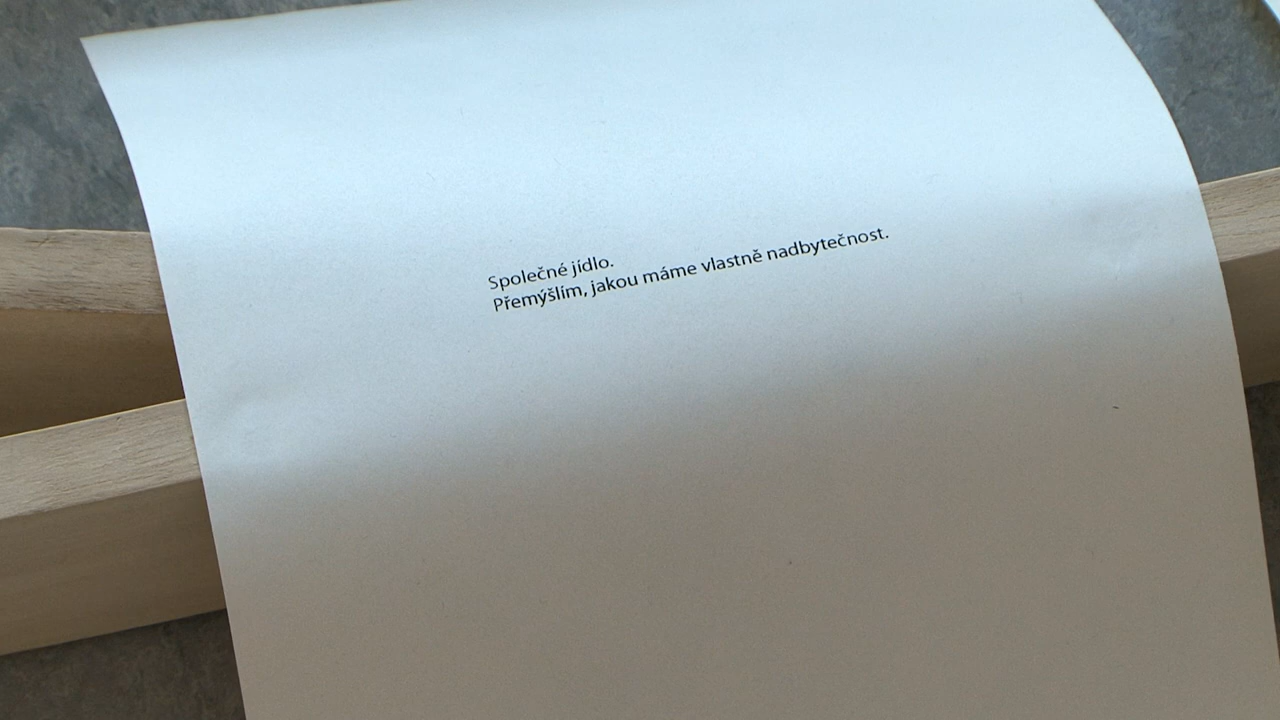 Společné jídlo.
Přemýšlím, jakou máme vlastně nadbytečnost.